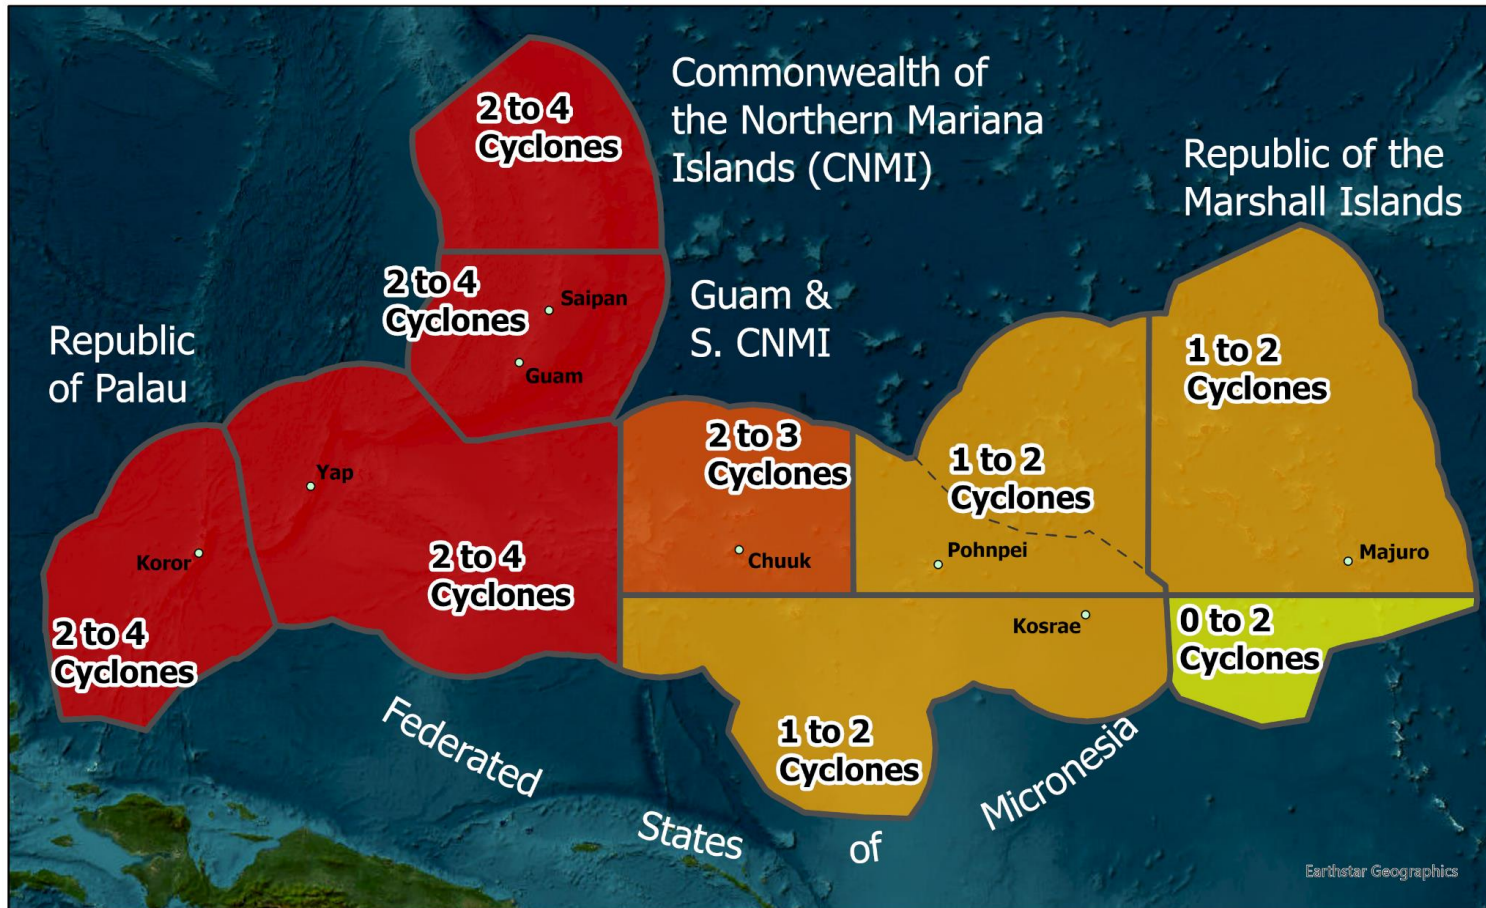 2 to 4
Cyclones
Commonwealth of
the Northern Mariana
Islands (CNMI)
Republic of the
Marshall Islands
2 to 4
Cyclones
Saipan
Guam
Guam &
S. CNMI
Republic
of Palau
1 to 2
Cyclones
2 to 3
Cyclones
1 to 2
Cyclones
Yap
Koror
2 to 4
Cyclones
Chuuk
Pohnpei
Majuro
Kosrae
2 to 4
Cyclones
0 to 2
Cyclones
1 to 2
Cyclones
Federated States of Micronesia
Earthstar Geographics